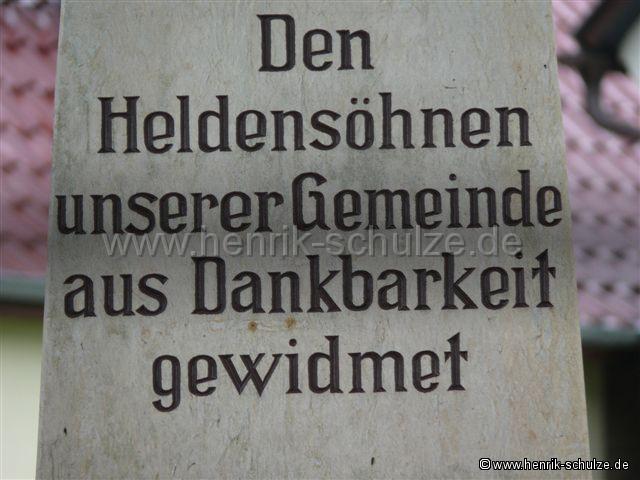 Den
Heldensöhnen
unserer Gemeinde
www.henrik-schulze.de
aus Dankbarkeit
gewidmet
©www.henrik-schulze.de